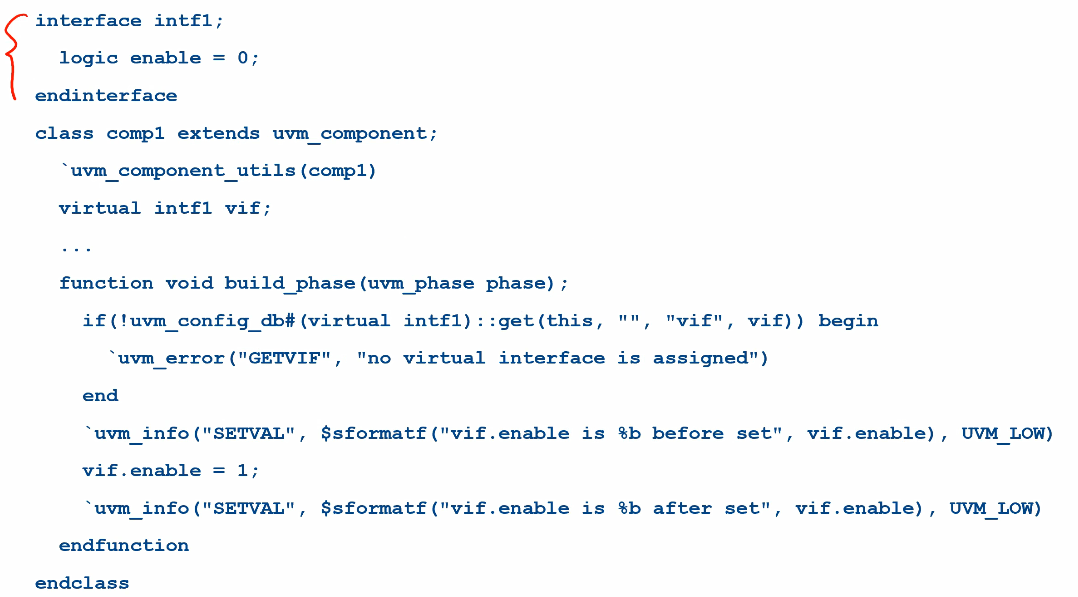 interface intf1;
logic enable = 0;
endinterface
class comp1 extends uvm_component;
`uvm_component_utils(comp1)
virtual intf1 vif;
...
function void build_phase(uvm_phase phase);
if(!uvm_config_db#(virtual intf1)::get(this, "", "vif", vif)) begin
`uvm_error("GETVIF", "no virtual interface is assigned")
end
`uvm_info("SETVAL", $sformatf("vif.enable is %b before set", vif.enable), UVM_LOW)
vif.enable = 1;
`uvm_info("SETVAL", $sformatf("vif.enable is %b after set", vif.enable), UVM_LOW)
endfunction
endclass